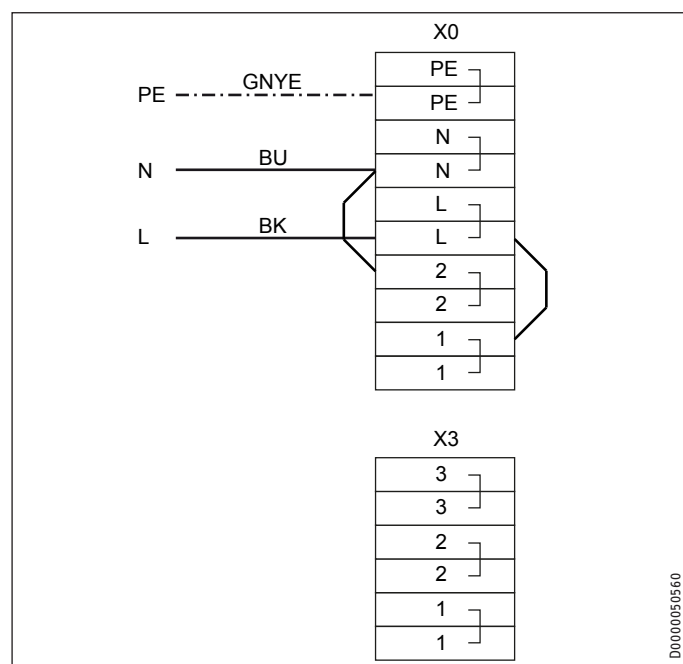 X0
PE
PE GNYE PE
N
N BU N
L
L BK L
2
2
1
1
X3
3
3
2
2
1
1
D0000050560